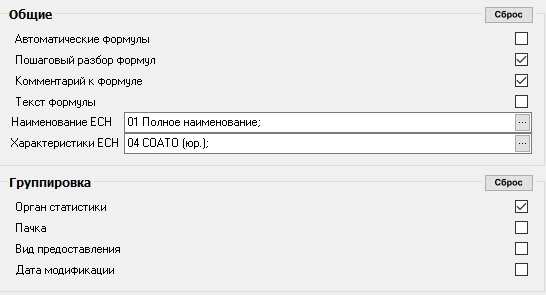 Общие Сброс
Автоматические формулы
Пошаговый разбор формул
Комментарий к формуле
Текст формулы
Наименование ЕСН 01 Полное наименование; ...
Характеристики ЕСН 04 СОАТО (юр.); ...
Группировка Сброс
Орган статистики
Пачка
Вид предоставления
Дата модификации